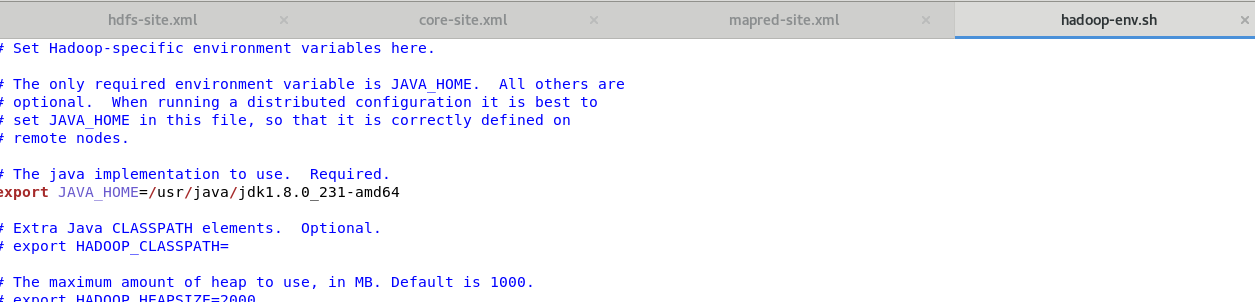 hdfs-site.xml × core-site.xml × mapred-site.xml × hadoop-env.sh ×
# Set Hadoop-specific environment variables here.
# The only required environment variable is JAVA_HOME.  All others are
# optional.  When running a distributed configuration it is best to
# set JAVA_HOME in this file, so that it is correctly defined on
# remote nodes.
# The java implementation to use.  Required.
export JAVA_HOME=/usr/java/jdk1.8.0_231-amd64
# Extra Java CLASSPATH elements.  Optional.
# export HADOOP_CLASSPATH=
# The maximum amount of heap to use, in MB. Default is 1000.
# export HADOOP_HEAPSIZE=2000